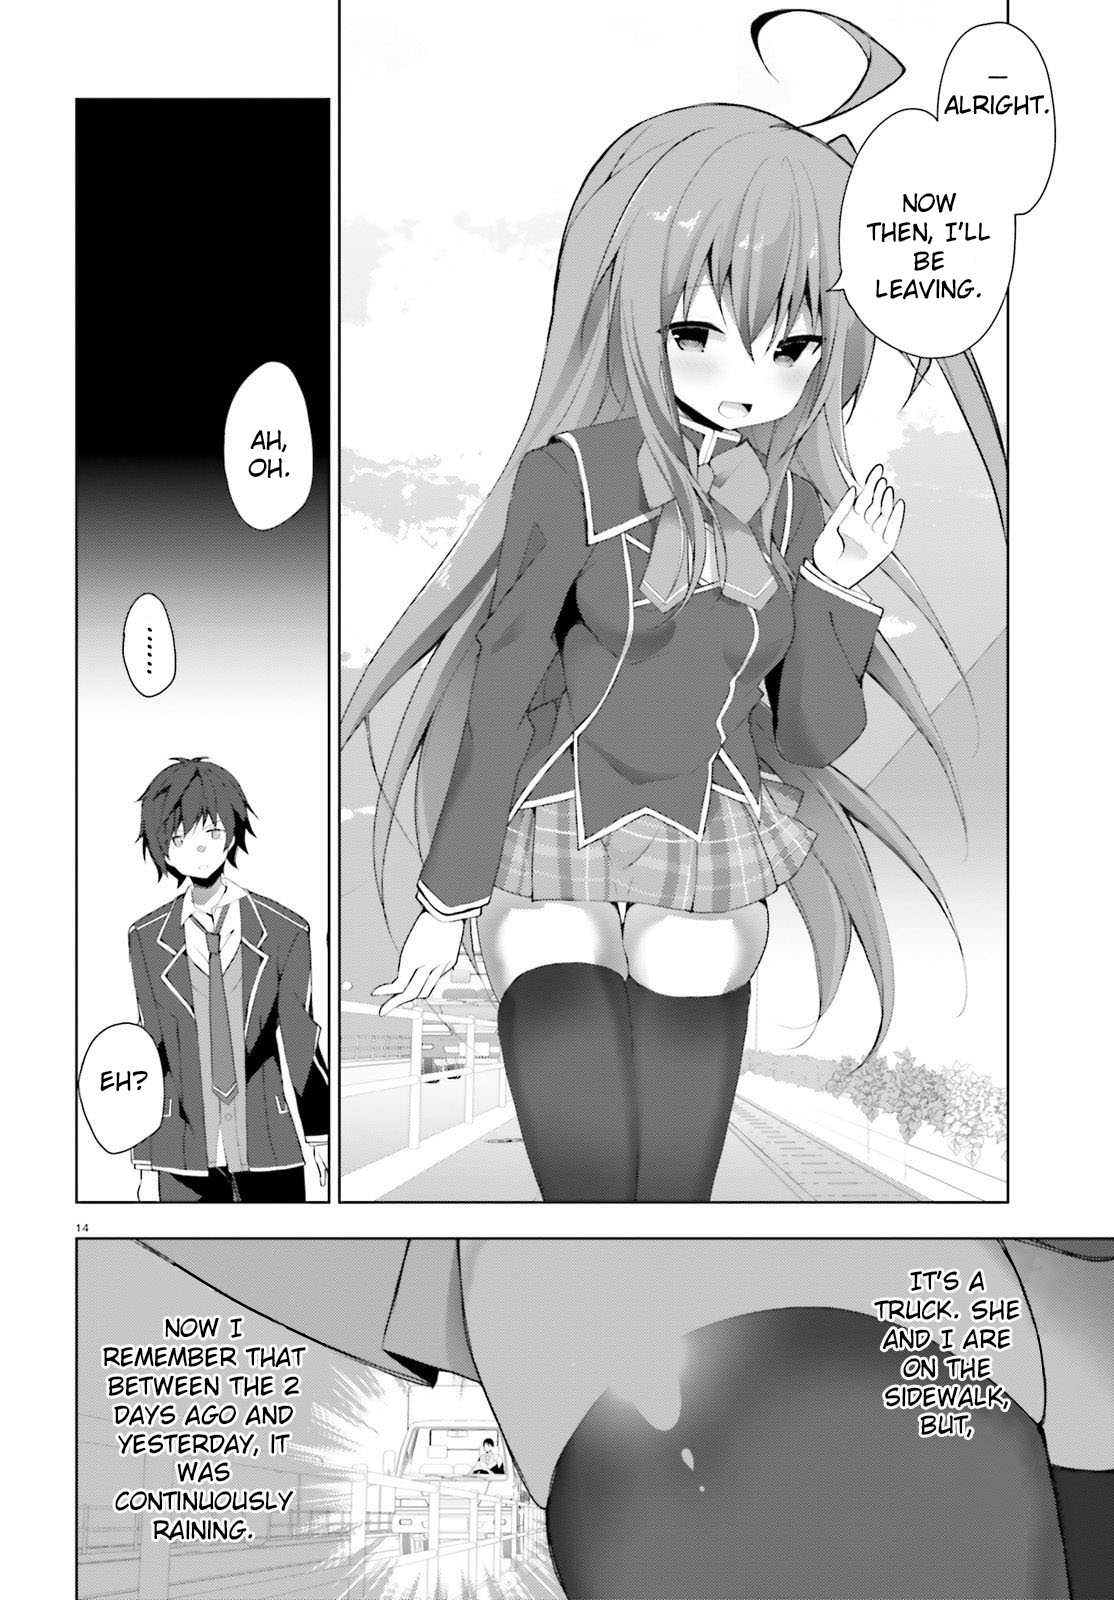 —
ALRIGHT.
NOW
THEN, I'LL
BE
LEAVING.
AH,
OH.
........
EH?
14
IT'S A
TRUCK. SHE
AND I ARE
ON THE
SIDEWALK,
BUT,
NOW I
REMEMBER THAT
BETWEEN THE 2
DAYS AGO AND
YESTERDAY, IT
WAS
CONTINUOUSLY
RAINING.